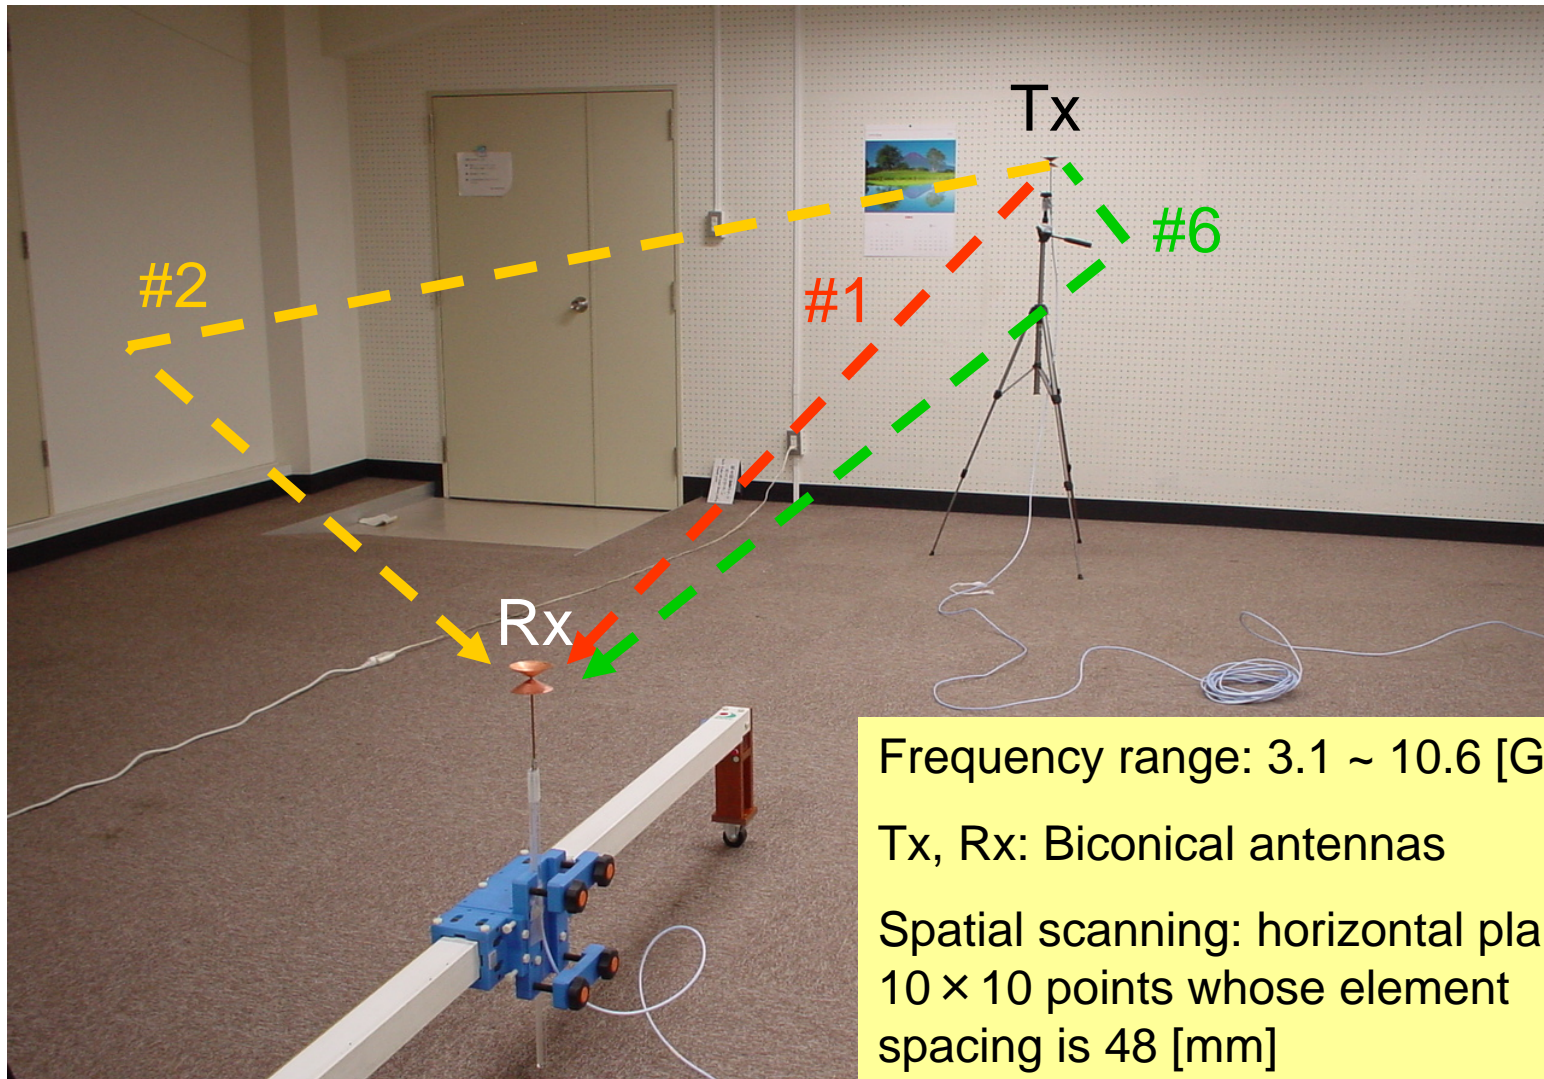 Tx
#6
#2
#1
Rx
Frequency range: 3.1 ~ 10.6 [G
Tx, Rx: Biconical antennas
Spatial scanning: horizontal pla
10×10 points whose element
spacing is 48 [mm]